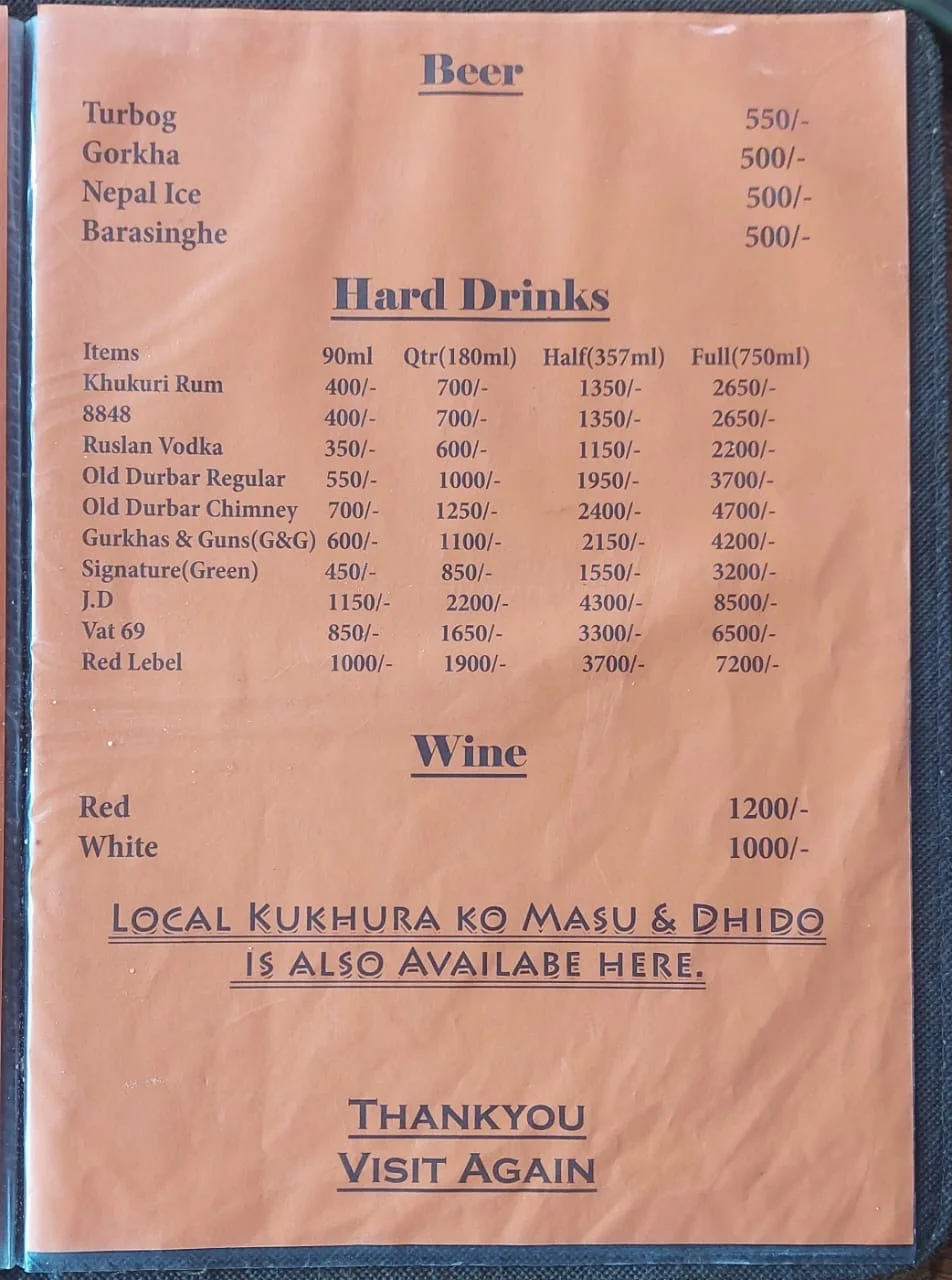 Beer
Turbog 550/-
Gorkha 500/-
Nepal Ice 500/-
Barasinghe 500/-
Hard Drinks
Items 90ml Qtr(180ml) Half(357ml) Full(750ml)
Khukuri Rum 400/- 700/- 1350/- 2650/-
8848 400/- 700/- 1350/- 2650/-
Ruslan Vodka 350/- 600/- 1150/- 2200/-
Old Durbar Regular 550/- 1000/- 1950/- 3700/-
Old Durbar Chimney 700/- 1250/- 2400/- 4700/-
Gurkhas & Guns(G&G) 600/- 1100/- 2150/- 4200/-
Signature(Green) 450/- 850/- 1550/- 3200/-
J.D 1150/- 2200/- 4300/- 8500/-
Vat 69 850/- 1650/- 3300/- 6500/-
Red Lebel 1000/- 1900/- 3700/- 7200/-
Wine
Red 1200/-
White 1000/-
Local Kukhura ko Masu & Dhido
is also Availabe here.
Thankyou
Visit Again